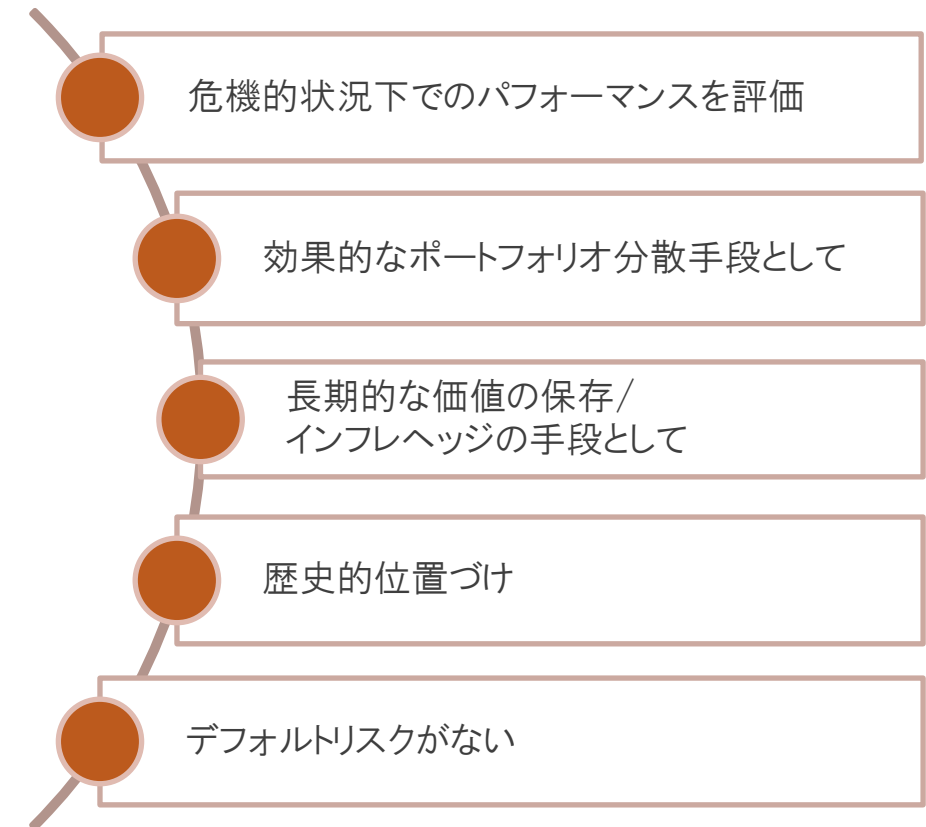 危機的状況下でのパフォーマンスを評価
効果的なポートフォリオ分散手段として
長期的な価値の保存/
インフレヘッジの手段として
歴史的位置づけ
デフォルトリスクがない